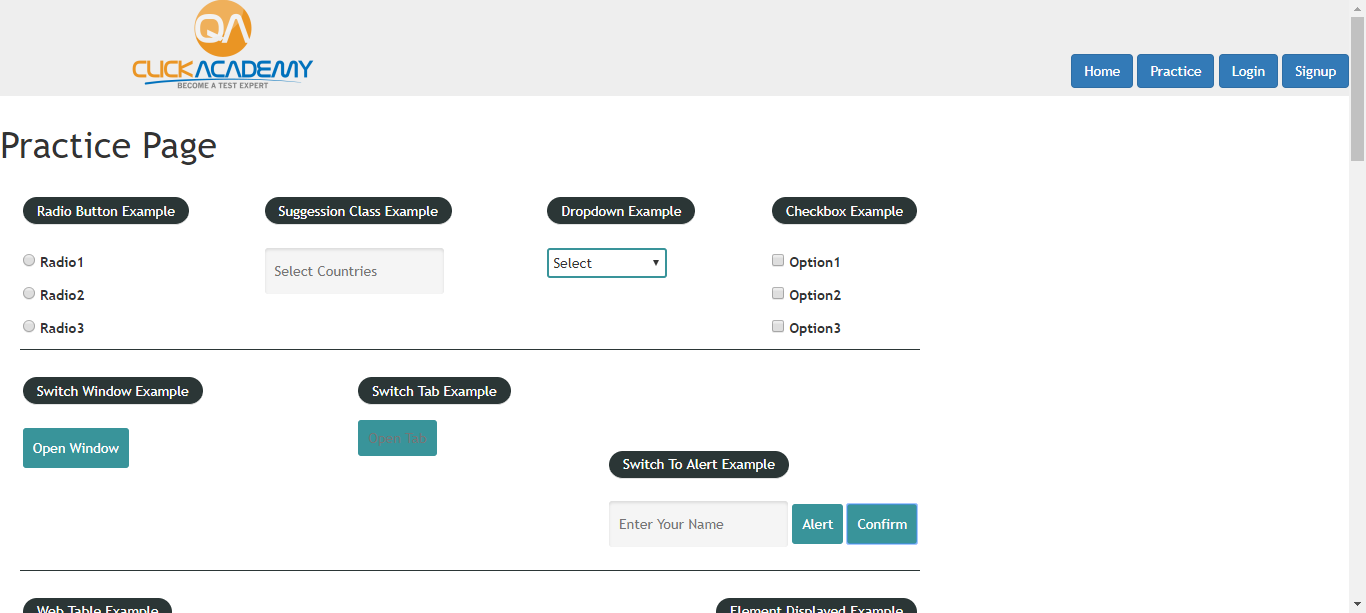 QA
CLICKACADEMY
BECOME A TEST EXPERT
Home Practice Login Signup
Practice Page
Radio Button Example Suggession Class Example Dropdown Example Checkbox Example
Radio1 Select Countries Select Option1
Radio2 Option2
Radio3 Option3
Switch Window Example Switch Tab Example
Open Window Open Tab
Switch To Alert Example
Enter Your Name Alert Confirm
Web Table Example Element Displayed Example